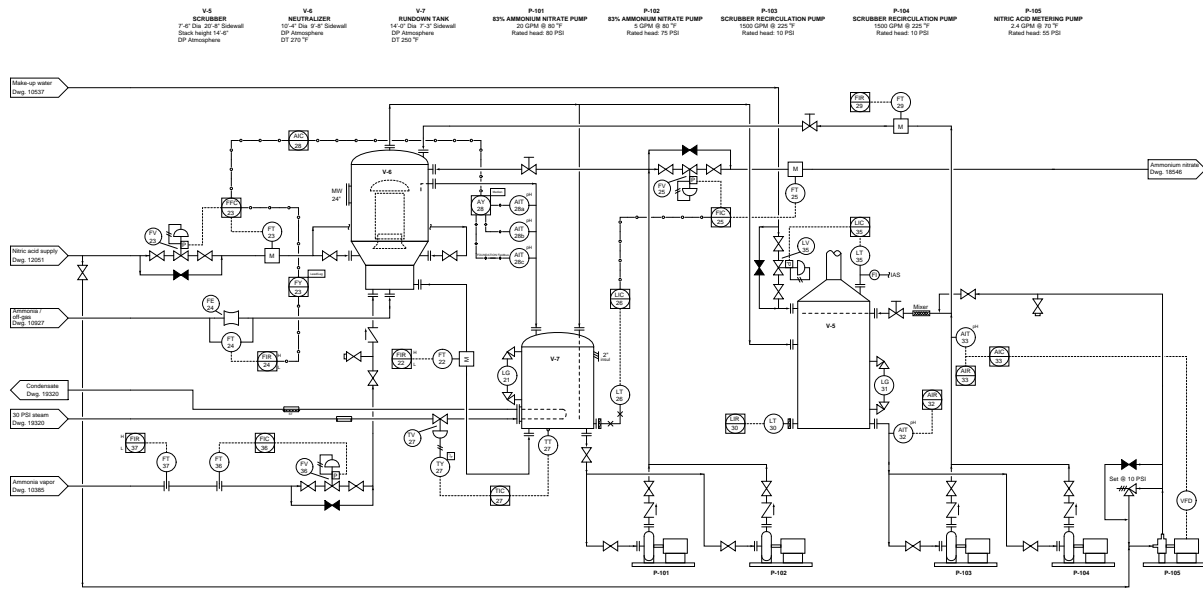 V-5
SCRUBBER
7'-6" Dia 20'-8" Sidewall
Stack height 14'-6"
DP Atmosphere
V-6
NEUTRALIZER
10'-4" Dia 9'-8" Sidewall
DP Atmosphere
DT 270 °F
V-7
RUNDOWN TANK
14'-0" Dia 7'-3" Sidewall
DP Atmosphere
DT 250 °F
P-101
83% AMMONIUM NITRATE PUMP
20 GPM @ 80 °F
Rated head: 80 PSI
P-102
83% AMMONIUM NITRATE PUMP
5 GPM @ 80 °F
Rated head: 75 PSI
P-103
SCRUBBER RECIRCULATION PUMP
1500 GPM @ 225 °F
Rated head: 10 PSI
P-104
SCRUBBER RECIRCULATION PUMP
1500 GPM @ 225 °F
Rated head: 10 PSI
P-105
NITRIC ACID METERING PUMP
2.4 GPM @ 70 °F
Rated head: 55 PSI
Make-up water
Dwg. 10537
FIR
29
FT
29
M
AIC
28
V-6
MW
24"
Ammonium nitrate
Dwg. 18546
M
FT
25
FV
25
P
FIC
25
FFC
23
AY
28
AIT
28a
pH
AIT
28b
pH
AIT
28c
pH
FV
23
P
FT
23
M
Nitric acid supply
Dwg. 12051
LIC
35
LV
35
LT
35
FI
IAS
FY
23
LIC
26
FE
24
Ammonia /
off-gas
Dwg. 10927
FT
24
FIR
24
H
L
Mixer
V-5
AIT
33
pH
AIC
33
AIR
33
FIR
22
H
L
FT
22
M
V-7
2"
LG
21
LT
26
LG
31
AIR
32
Condensate
Dwg. 19320
30 PSI steam
Dwg. 19320
LIR
30
LT
30
AIT
32
pH
TV
27
TT
27
TY
27
TIC
27
H
L
FIR
37
FT
37
FT
36
FIC
36
FV
36
P
Ammonia vapor
Dwg. 10385
Set @ 10 PSI
VFD
P-101
P-102
P-103
P-104
P-105